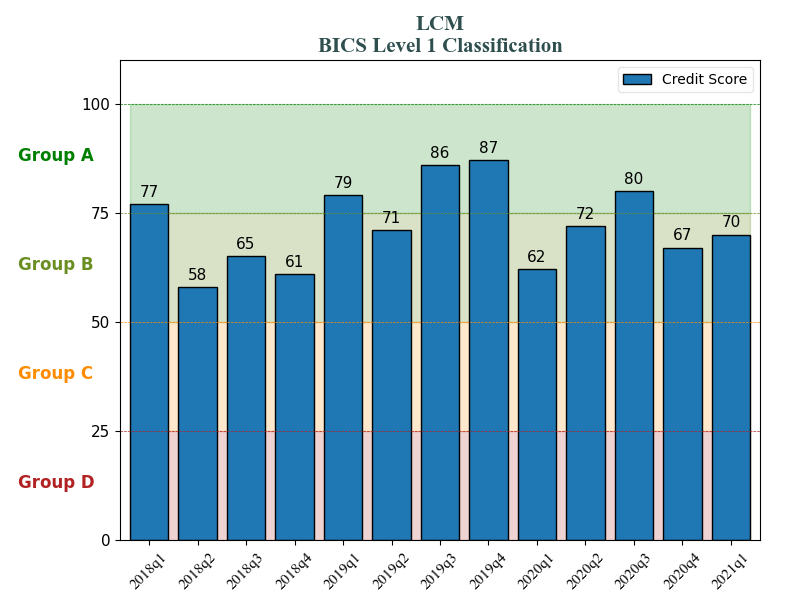 LCM
BICS Level 1 Classification
Credit Score
100
75
50
25
0
Group A
Group B
Group C
Group D
77
58
65
61
79
71
86
87
62
72
80
67
70
2018q1
2018q2
2018q3
2018q4
2019q1
2019q2
2019q3
2019q4
2020q1
2020q2
2020q3
2020q4
2021q1